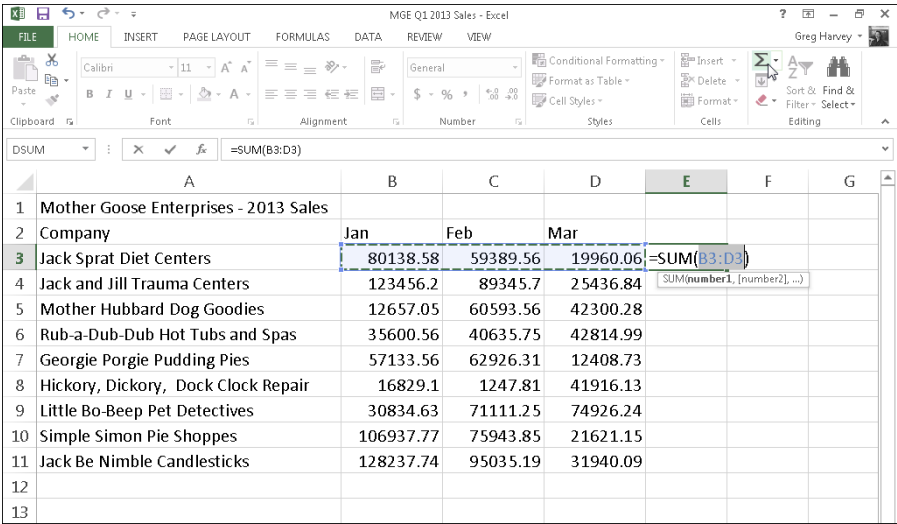 MGE Q1 2013 Sales - Excel
FILE HOME INSERT PAGE LAYOUT FORMULAS DATA REVIEW VIEW Greg Harvey
Calibri 11 A A General Conditional Formatting Insert
Paste Format as Table Delete Sort & Find &
B I U A $ % , Cell Styles Format Filter Select
Clipboard Font Alignment Number Styles Cells Editing
DSUM fx =SUM(B3:D3)
A B C D E F G
1 Mother Goose Enterprises - 2013 Sales
2 Company Jan Feb Mar
3 Jack Sprat Diet Centers 80138.58 59389.56 19960.06 =SUM(B3:D3)
SUM(number1, [number2], ...)
4 Jack and Jill Trauma Centers 123456.2 89345.7 25436.84
5 Mother Hubbard Dog Goodies 12657.05 60593.56 42300.28
6 Rub-a-Dub-Dub Hot Tubs and Spas 35600.56 40635.75 42814.99
7 Georgie Porgie Pudding Pies 57133.56 62926.31 12408.73
8 Hickory, Dickory, Dock Clock Repair 16829.1 1247.81 41916.13
9 Little Bo-Beep Pet Detectives 30834.63 71111.25 74926.24
10 Simple Simon Pie Shoppes 106937.77 75943.85 21621.15
11 Jack Be Nimble Candlesticks 128237.74 95035.19 31940.09
12
13